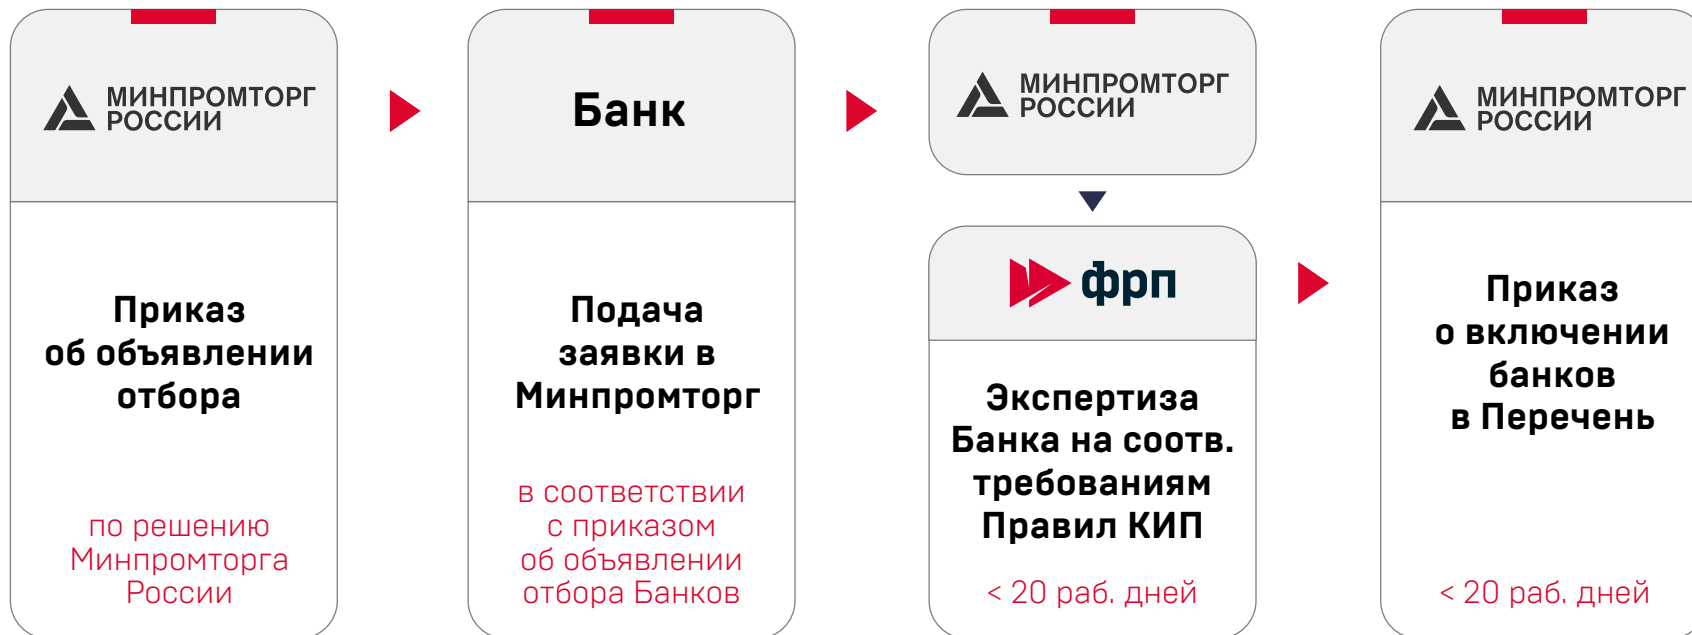 МИНПРОМТОРГ
РОССИИ
Приказ
об объявлении
отбора
по решению
Минпромторга
России
Банк
Подача
заявки в
Минпромторг
в соответствии
с приказом
об объявлении
отбора Банков
МИНПРОМТОРГ
РОССИИ
фрп
Экспертиза
Банка на соотв.
требованиям
Правил КИП
< 20 раб. дней
МИНПРОМТОРГ
РОССИИ
Приказ
о включении
банков
в Перечень
< 20 раб. дней